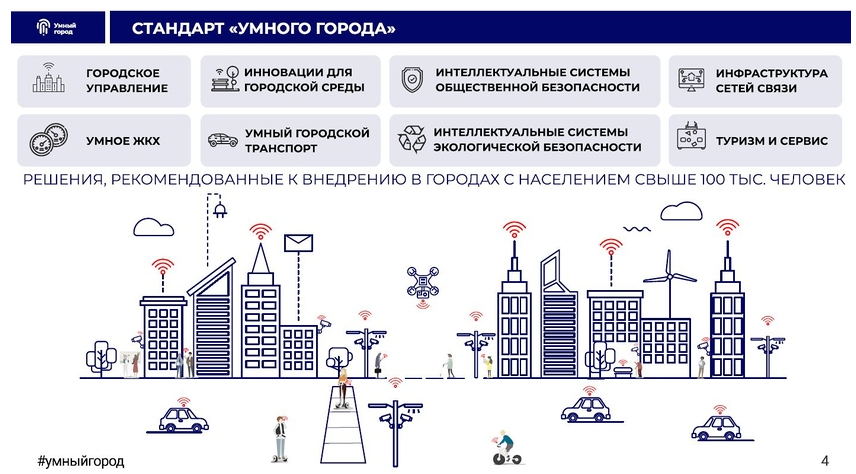 Умный
город
СТАНДАРТ «УМНОГО ГОРОДА»
ГОРОДСКОЕ
УПРАВЛЕНИЕ
ИННОВАЦИИ ДЛЯ
ГОРОДСКОЙ СРЕДЫ
ИНТЕЛЛЕКТУАЛЬНЫЕ СИСТЕМЫ
ОБЩЕСТВЕННОЙ БЕЗОПАСНОСТИ
ИНФРАСТРУКТУРА
СЕТЕЙ СВЯЗИ
УМНОЕ ЖКХ
УМНЫЙ ГОРОДСКОЙ
ТРАНСПОРТ
ИНТЕЛЛЕКТУАЛЬНЫЕ СИСТЕМЫ
ЭКОЛОГИЧЕСКОЙ БЕЗОПАСНОСТИ
ТУРИЗМ И СЕРВИС
РЕШЕНИЯ, РЕКОМЕНДОВАННЫЕ К ВНЕДРЕНИЮ В ГОРОДАХ С НАСЕЛЕНИЕМ СВЫШЕ 100 ТЫС. ЧЕЛОВЕК
#умныйгород
4